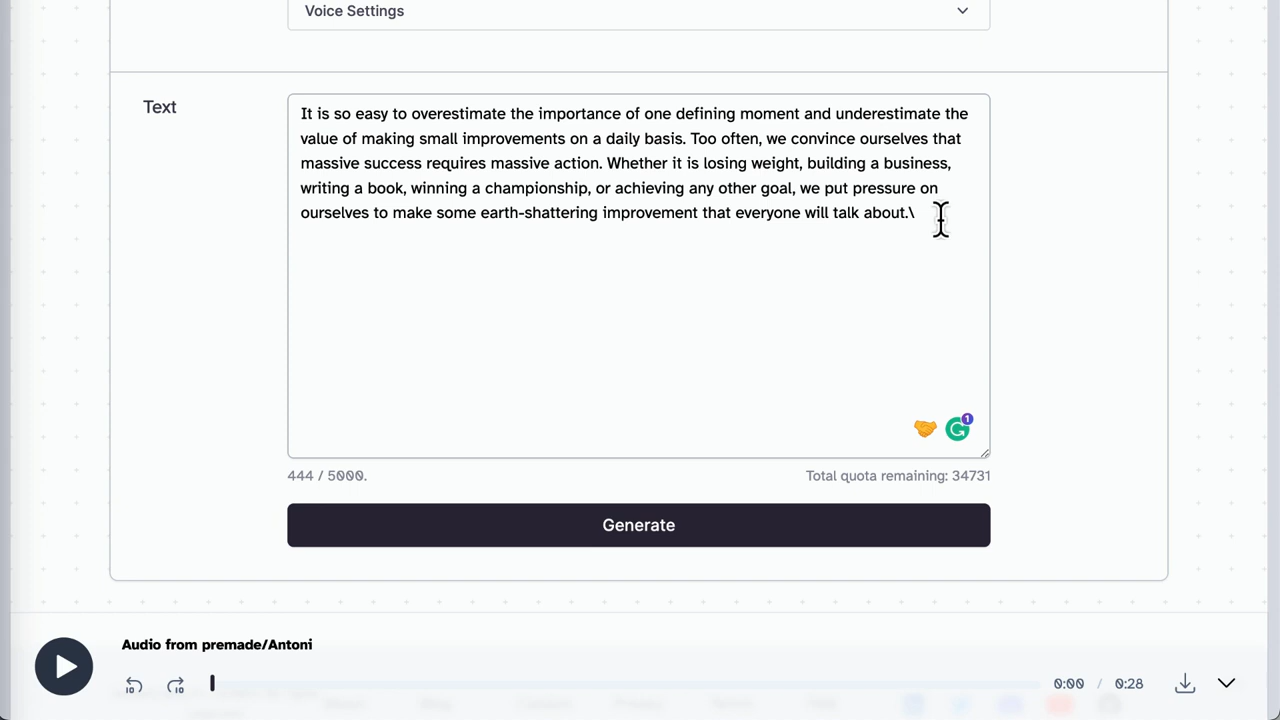 Voice Settings
Text
It is so easy to overestimate the importance of one defining moment and underestimate the
value of making small improvements on a daily basis. Too often, we convince ourselves that
massive success requires massive action. Whether it is losing weight, building a business,
writing a book, winning a championship, or achieving any other goal, we put pressure on
ourselves to make some earth-shattering improvement that everyone will talk about.\
1
444 / 5000.
Total quota remaining: 34731
Generate
Audio from premade/Antoni
10
10
0:00 / 0:28